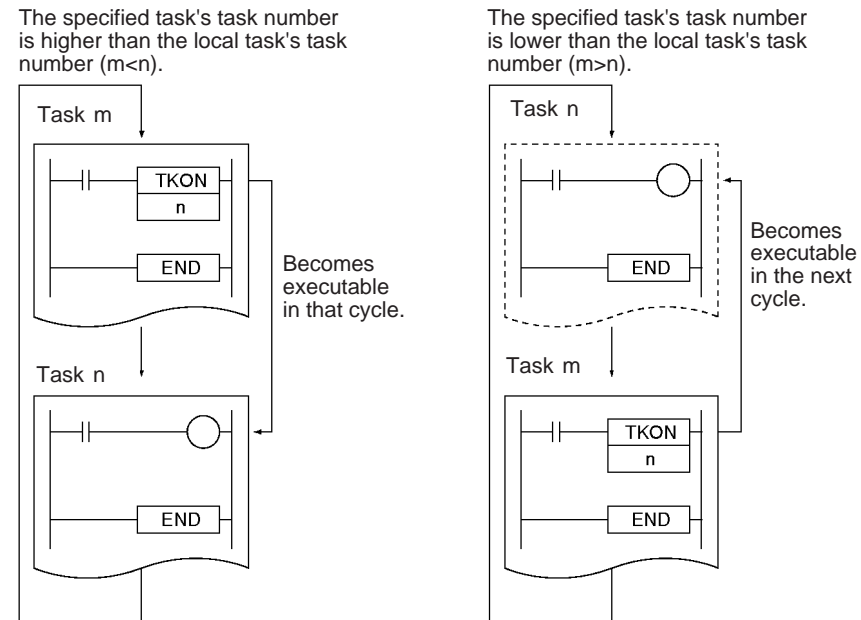 The specified task's task number
is higher than the local task's task
number (m<n).
Task m
TKON
n
END
Becomes
executable
in that cycle.
Task n
END
The specified task's task number
is lower than the local task's task
number (m>n).
Task n
END
Becomes
executable
in the next
cycle.
Task m
TKON
n
END